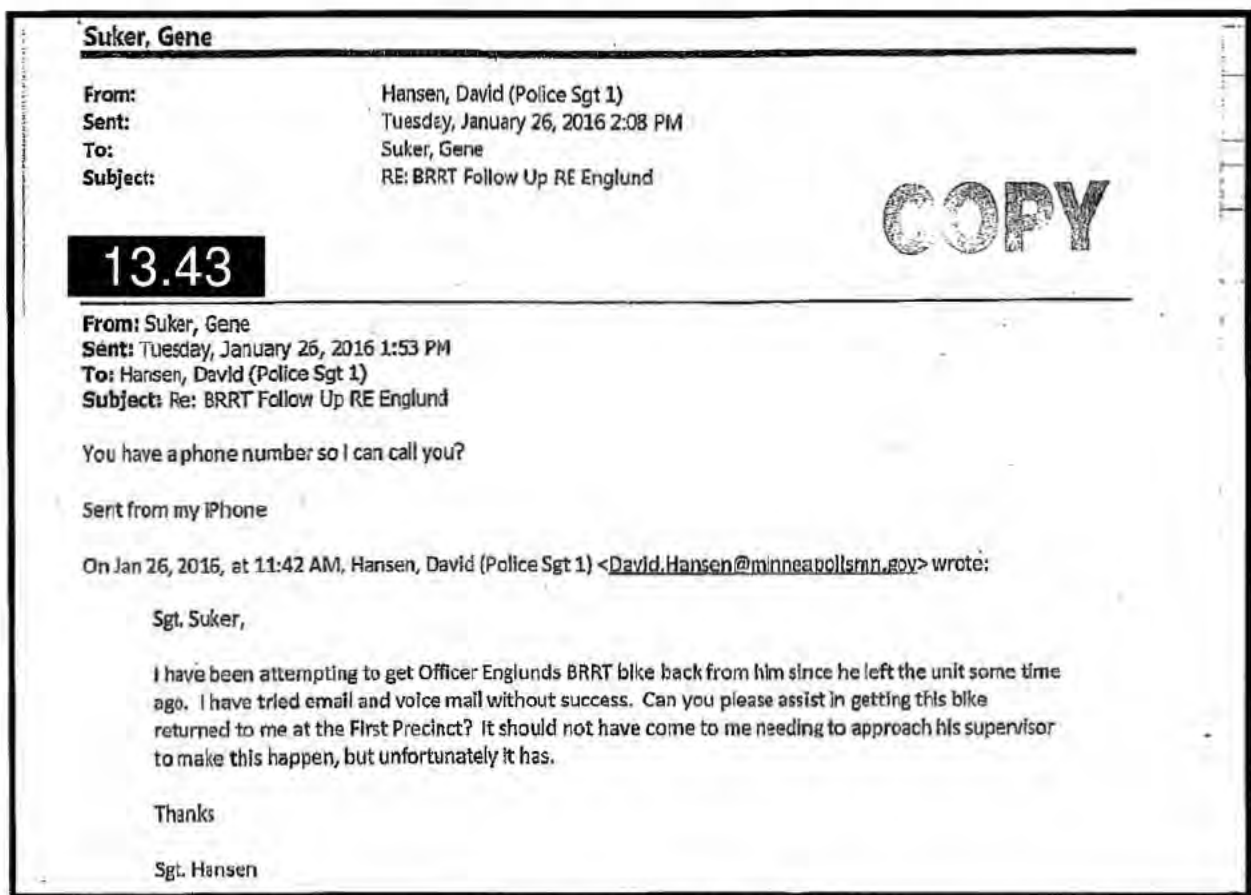 Suker, Gene
From: Hansen, David (Police Sgt 1)
Sent: Tuesday, January 26, 2016 2:08 PM
To: Suker, Gene
Subject: RE: BRRT Follow Up RE Englund
COPY
13.43
From: Suker, Gene
Sent: Tuesday, January 26, 2016 1:53 PM
To: Hansen, David (Police Sgt 1)
Subject: Re: BRRT Follow Up RE Englund
You have a phone number so I can call you?
Sent from my iPhone
On Jan 26, 2016, at 11:42 AM, Hansen, David (Police Sgt 1) <David.Hansen@minneapolismn.gov> wrote:
Sgt. Suker,
I have been attempting to get Officer Englunds BRRT bike back from him since he left the unit some time
ago. I have tried email and voice mail without success. Can you please assist in getting this bike
returned to me at the First Precinct? It should not have come to me needing to approach his supervisor
to make this happen, but unfortunately it has.
Thanks
Sgt. Hansen